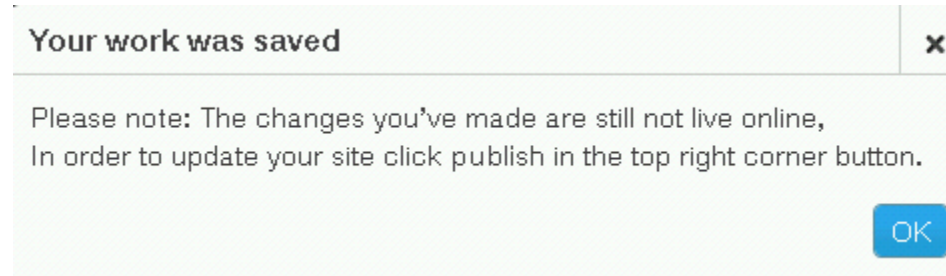 Your work was saved
Please note: The changes you've made are still not live online,
In order to update your site click publish in the top right corner button.
OK